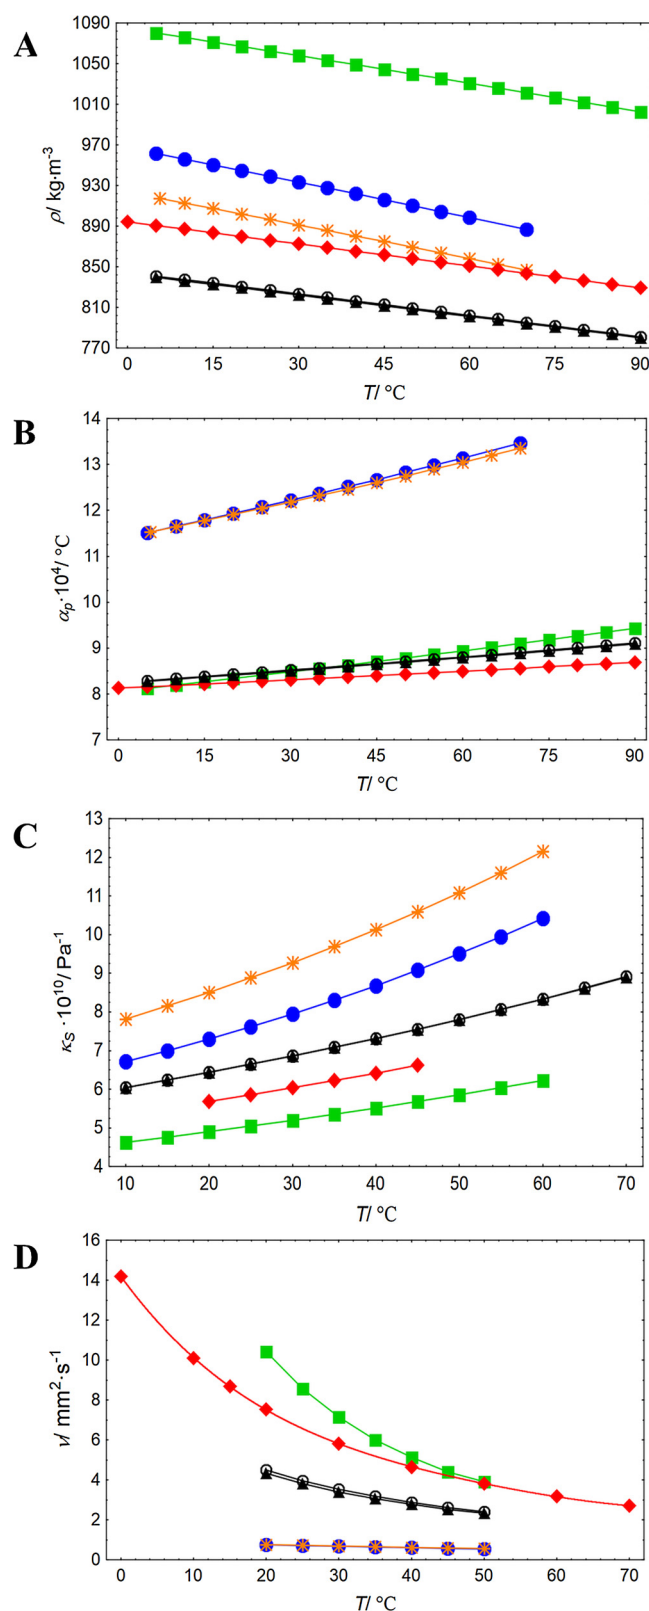 A
1090
1050
1010
970
930
890
850
810
770
ρ/ kg·m⁻³
0 15 30 45 60 75 90
T/ °C
B
14
13
12
11
10
9
8
7
αₚ·10⁴/ °C
0 15 30 45 60 75 90
T/ °C
C
13
12
11
10
9
8
7
6
5
4
κS ·10¹⁰/ Pa⁻¹
10 20 30 40 50 60 70
T/ °C
D
16
14
12
10
8
6
4
2
0
ν/ mm²·s⁻¹
0 10 20 30 40 50 60 70
T/ °C